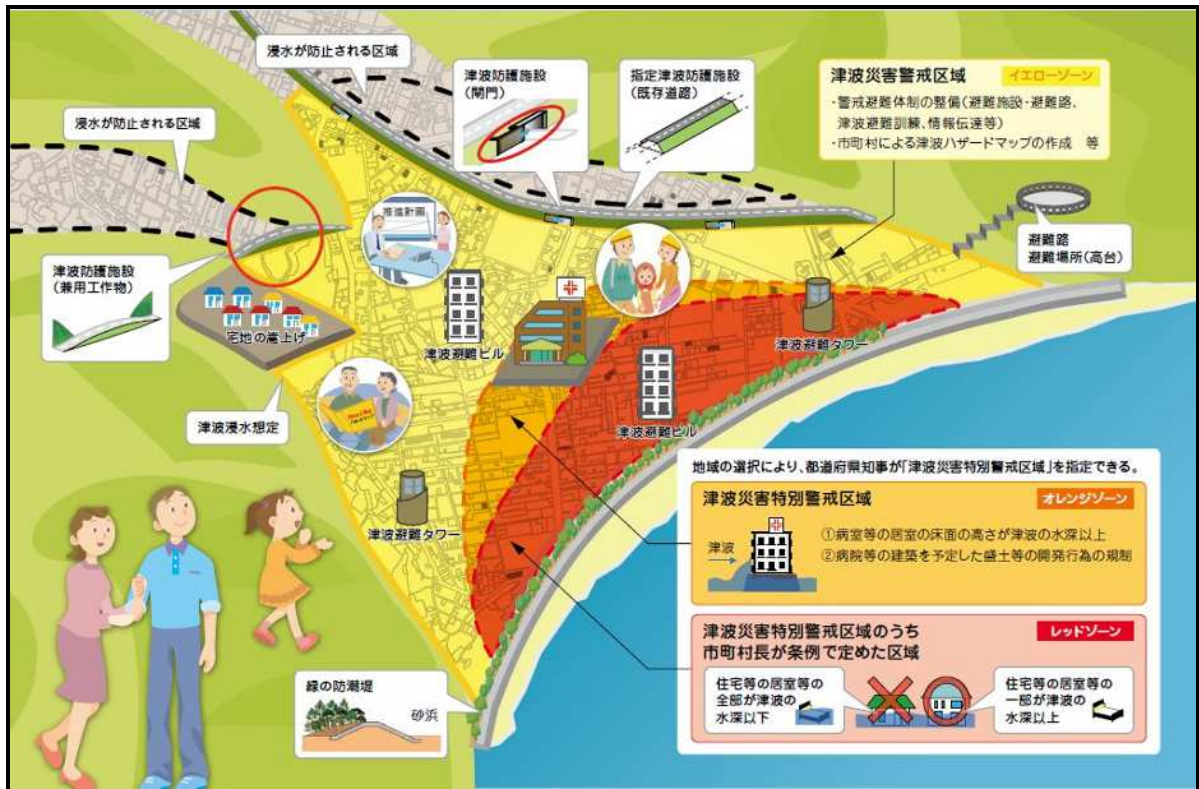 浸水が防止される区域
浸水が防止される区域
津波防護施設
(閘門)
指定津波防護施設
(既存道路)
津波災害警戒区域
イエローゾーン
・警戒避難体制の整備(避難施設・避難路、
津波避難訓練、情報伝達等)
・市町村による津波ハザードマップの作成 等
推進計画
避難路
避難場所(高台)
津波防護施設
(兼用工作物)
宅地の嵩上げ
津波避難ビル
津波避難タワー
津波浸水想定
津波避難ビル
津波避難タワー
地域の選択により、都道府県知事が「津波災害特別警戒区域」を指定できる。
津波災害特別警戒区域
オレンジゾーン
津波
①病室等の居室の床面の高さが津波の水深以上
②病院等の建築を予定した盛土等の開発行為の規制
津波災害特別警戒区域のうち
市町村長が条例で定めた区域
レッドゾーン
住宅等の居室等の
全部が津波の
水深以下
住宅等の居室等の
一部が津波の
水深以上
緑の防潮堤
砂浜